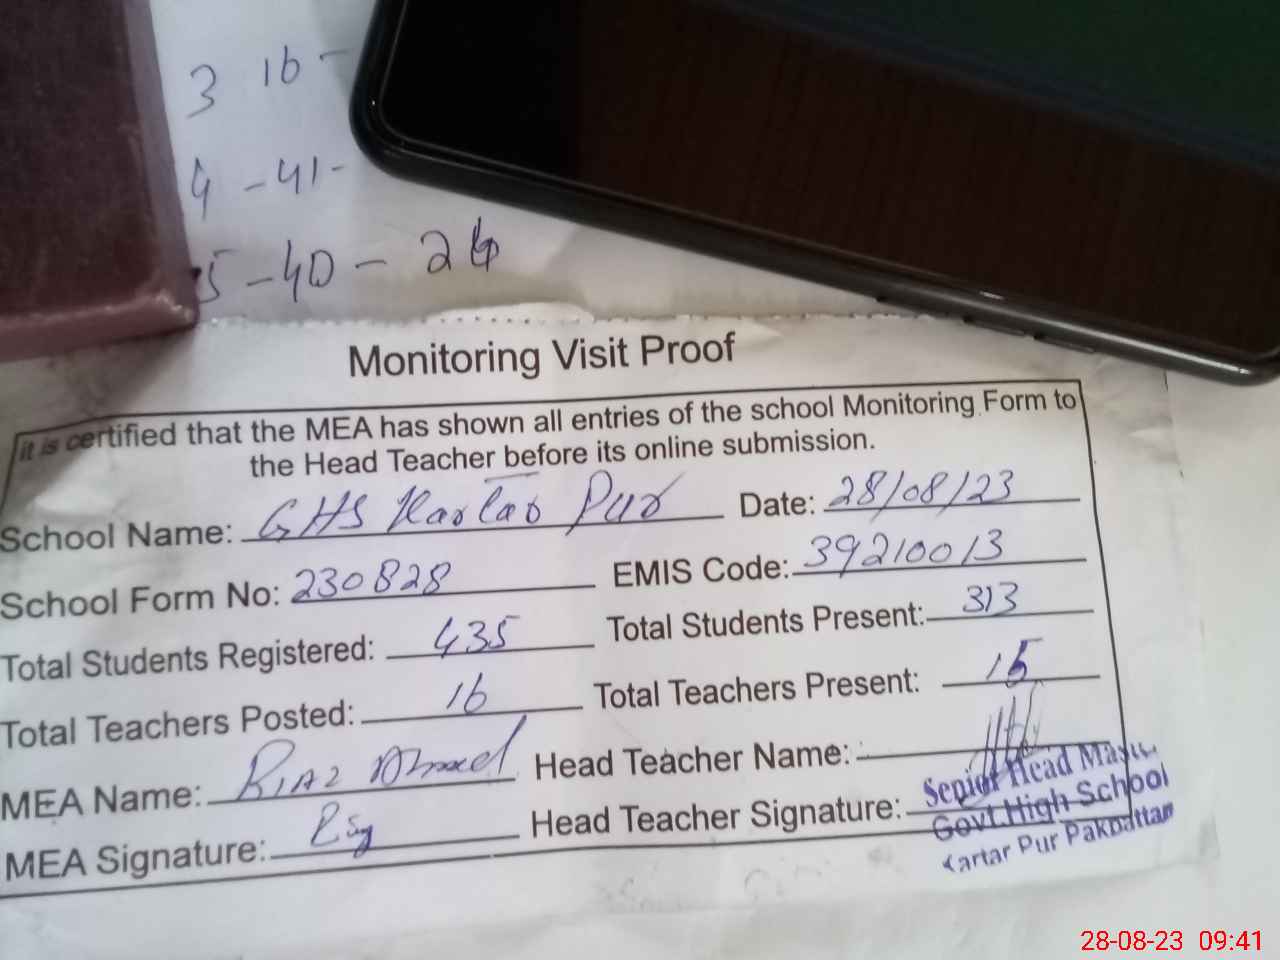 3 16 -
4 - 41 -
5 - 40 - 24
Monitoring Visit Proof
it is certified that the MEA has shown all entries of the school Monitoring Form to
the Head Teacher before its online submission.
School Name: GHS Kartar Pur Date: 28/08/23
School Form No: 230828 EMIS Code: 39210013
Total Students Registered: 435 Total Students Present: 313
Total Teachers Posted: 16 Total Teachers Present: 15
MEA Name: Riaz Ahmed Head Teacher Name:
MEA Signature: Head Teacher Signature:
Senior Head Master
Govt. High School
Kartar Pur Pakpattan
28-08-23 09:41